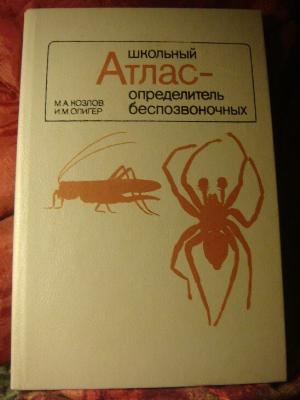 школьный
Атлас-
определитель
беспозвоночных
М.А.КОЗЛОВ
И.М.ОЛИГЕР